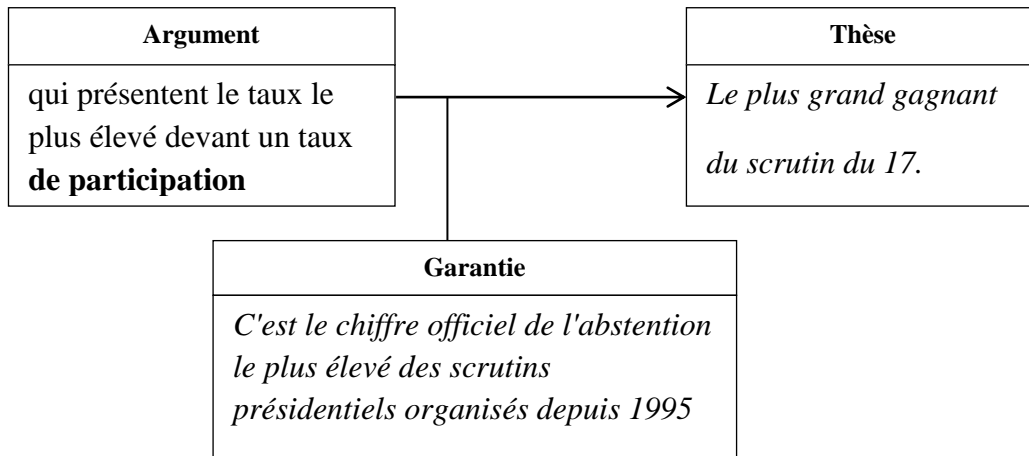 Argument
qui présentent le taux le
plus élevé devant un taux
de participation
Thèse
Le plus grand gagnant
du scrutin du 17.
Garantie
C'est le chiffre officiel de l'abstention
le plus élevé des scrutins
présidentiels organisés depuis 1995